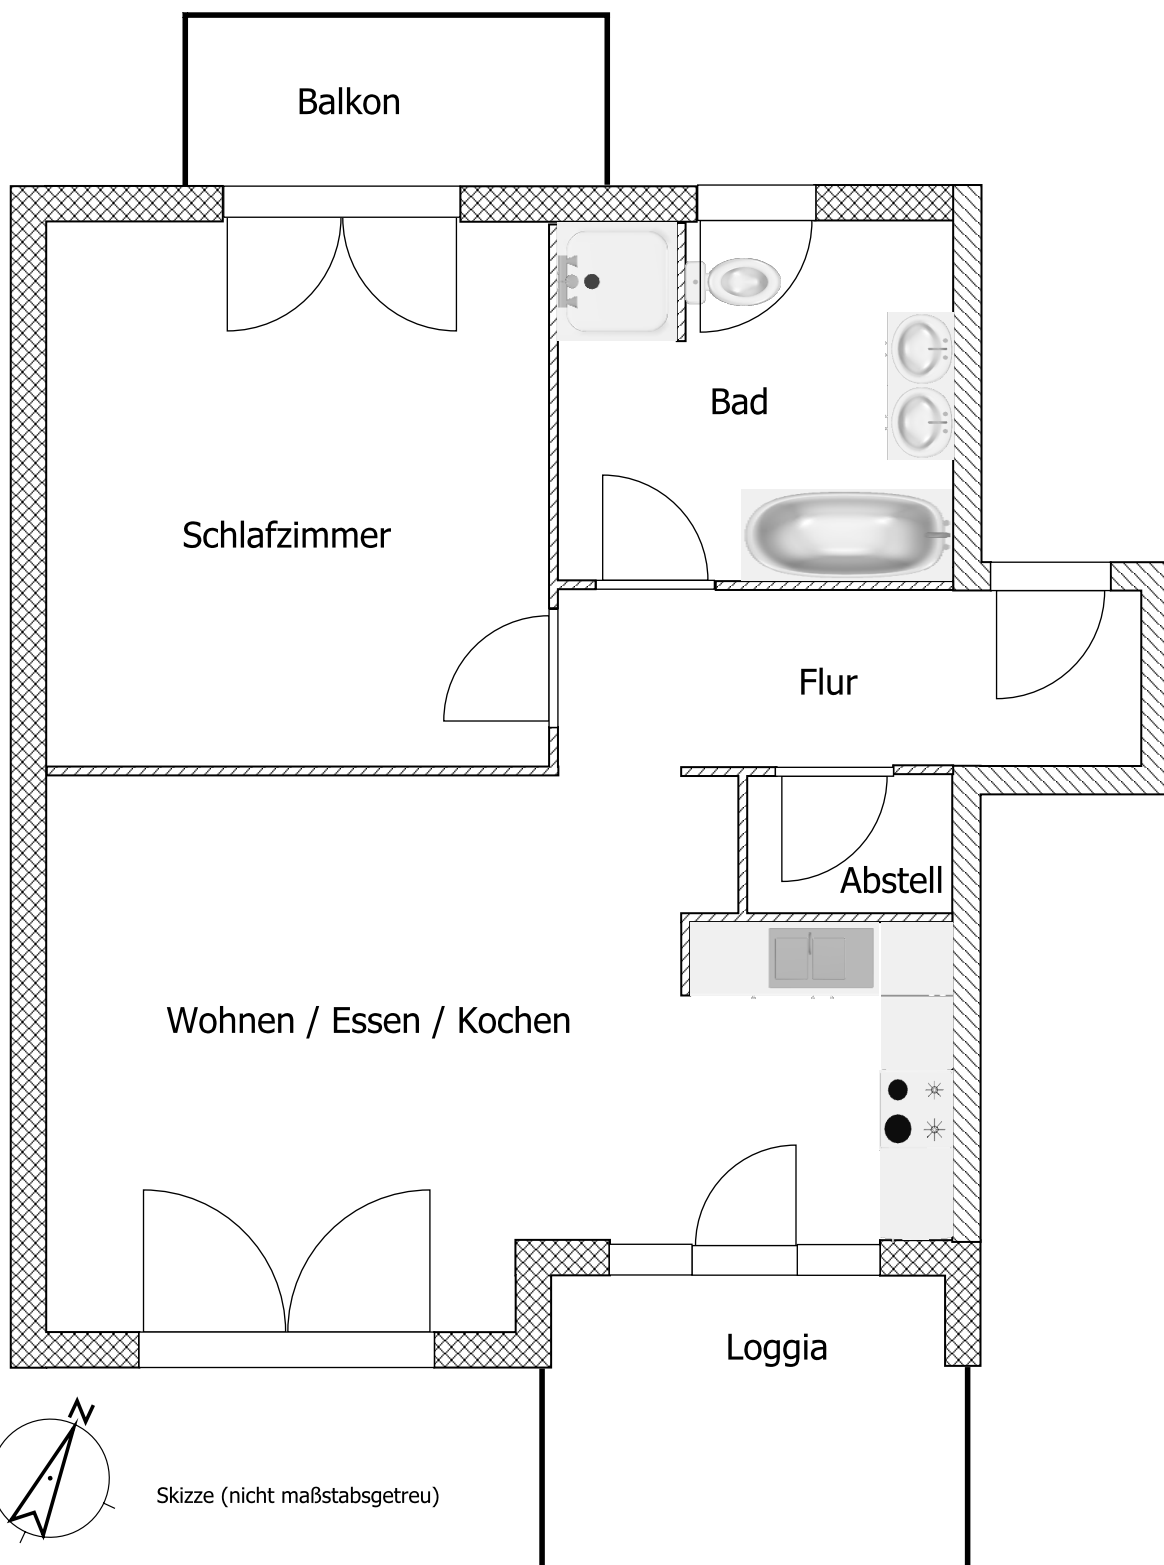 Balkon
Bad
Schlafzimmer
Flur
Abstell
Wohnen / Essen / Kochen
Loggia
N
Skizze (nicht maßstabsgetreu)